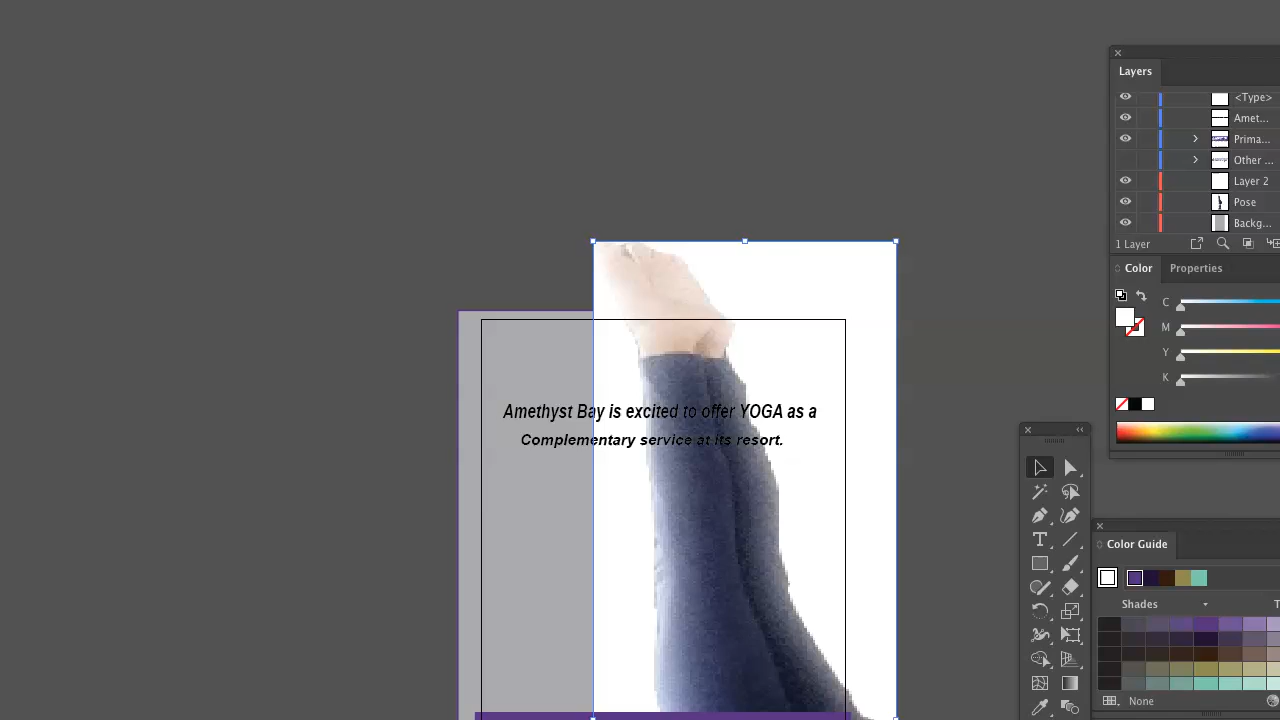 Layers
<Type>
Amet...
Prima...
Other ...
Layer 2
Pose
Backg...
1 Layer
Color
Properties
C
M
Y
K
Amethyst Bay is excited to offer YOGA as a
Complementary service at its resort.
Color Guide
Shades
T
None